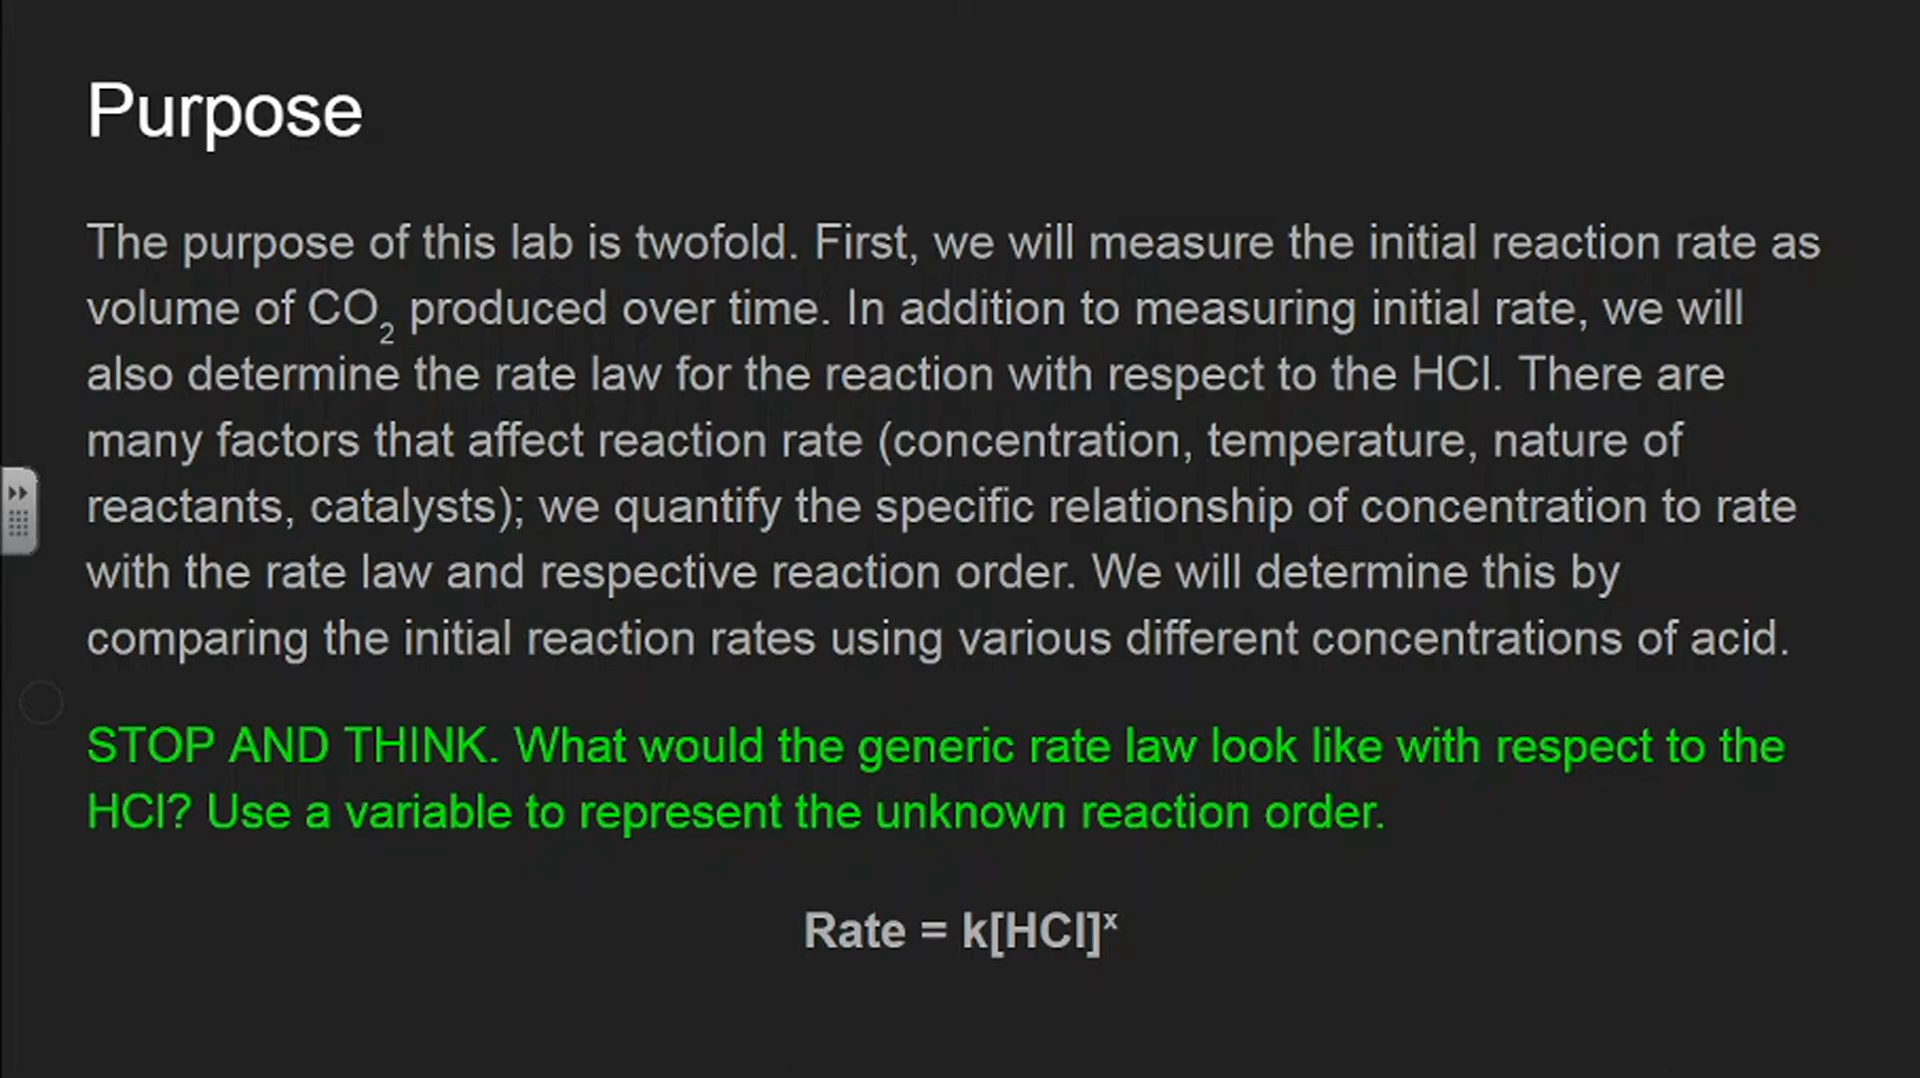 Purpose
The purpose of this lab is twofold. First, we will measure the initial reaction rate as
volume of CO₂ produced over time. In addition to measuring initial rate, we will
also determine the rate law for the reaction with respect to the HCl. There are
many factors that affect reaction rate (concentration, temperature, nature of
reactants, catalysts); we quantify the specific relationship of concentration to rate
with the rate law and respective reaction order. We will determine this by
comparing the initial reaction rates using various different concentrations of acid.
STOP AND THINK. What would the generic rate law look like with respect to the
HCl? Use a variable to represent the unknown reaction order.
Rate = k[HCl]ˣ